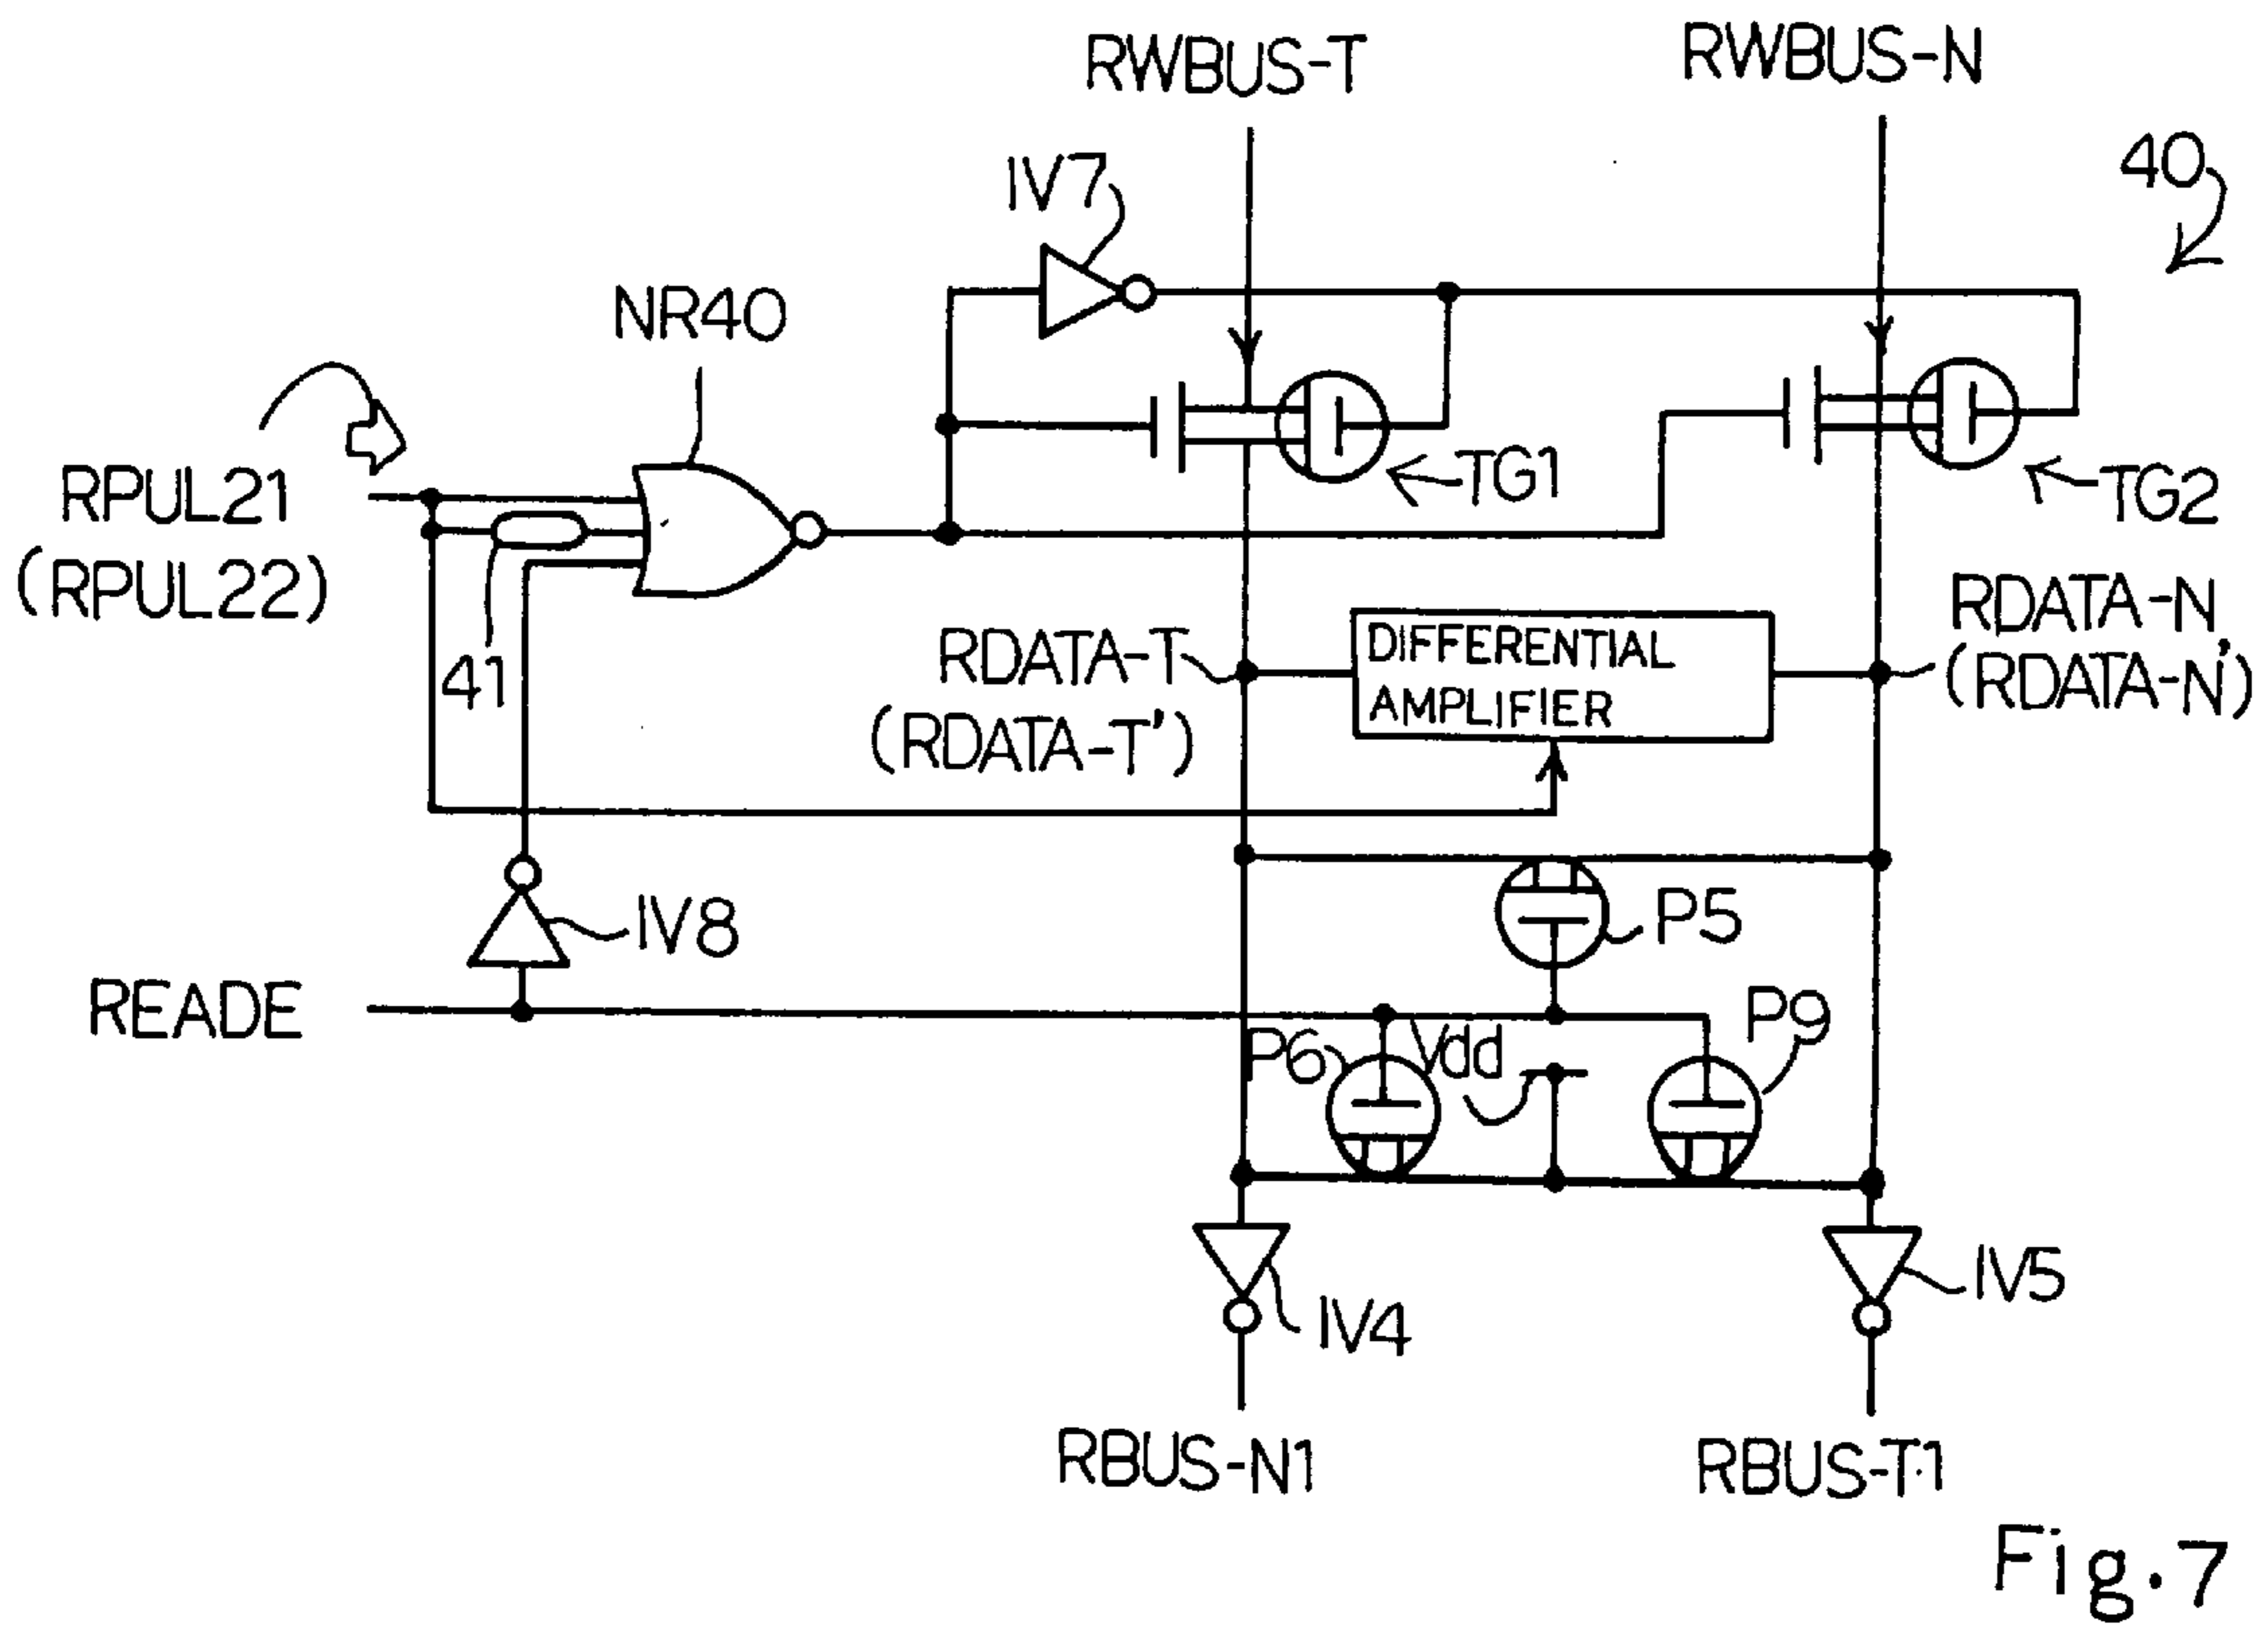 RWBUS-T
RWBUS-N
IV7
40
NR40
RPUL21
(RPUL22)
TG1
TG2
41
RDATA-T
(RDATA-T')
DIFFERENTIAL
AMPLIFIER
RDATA-N
(RDATA-N')
IV8
P5
READE
P6
Vdd
P9
IV4
IV5
RBUS-N1
RBUS-T1
Fig.7